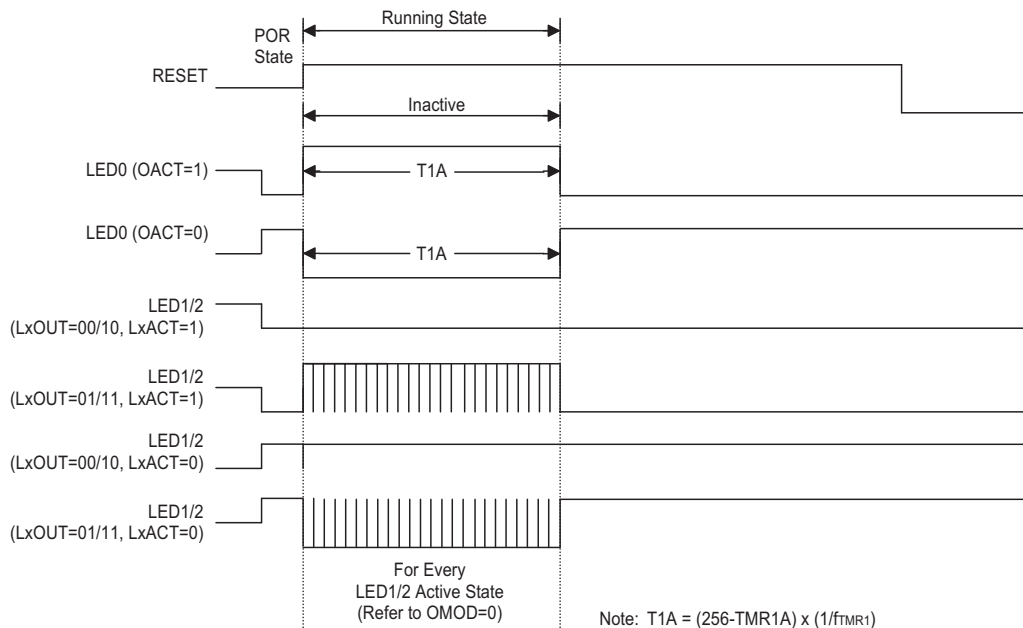 Running State
POR
State
RESET
Inactive
LED0 (OACT=1)
T1A
LED0 (OACT=0)
T1A
LED1/2
(LxOUT=00/10, LxACT=1)
LED1/2
(LxOUT=01/11, LxACT=1)
LED1/2
(LxOUT=00/10, LxACT=0)
LED1/2
(LxOUT=01/11, LxACT=0)
For Every
LED1/2 Active State
(Refer to OMOD=0)
Note: T1A = (256-TMR1A) x (1/fTMR1)